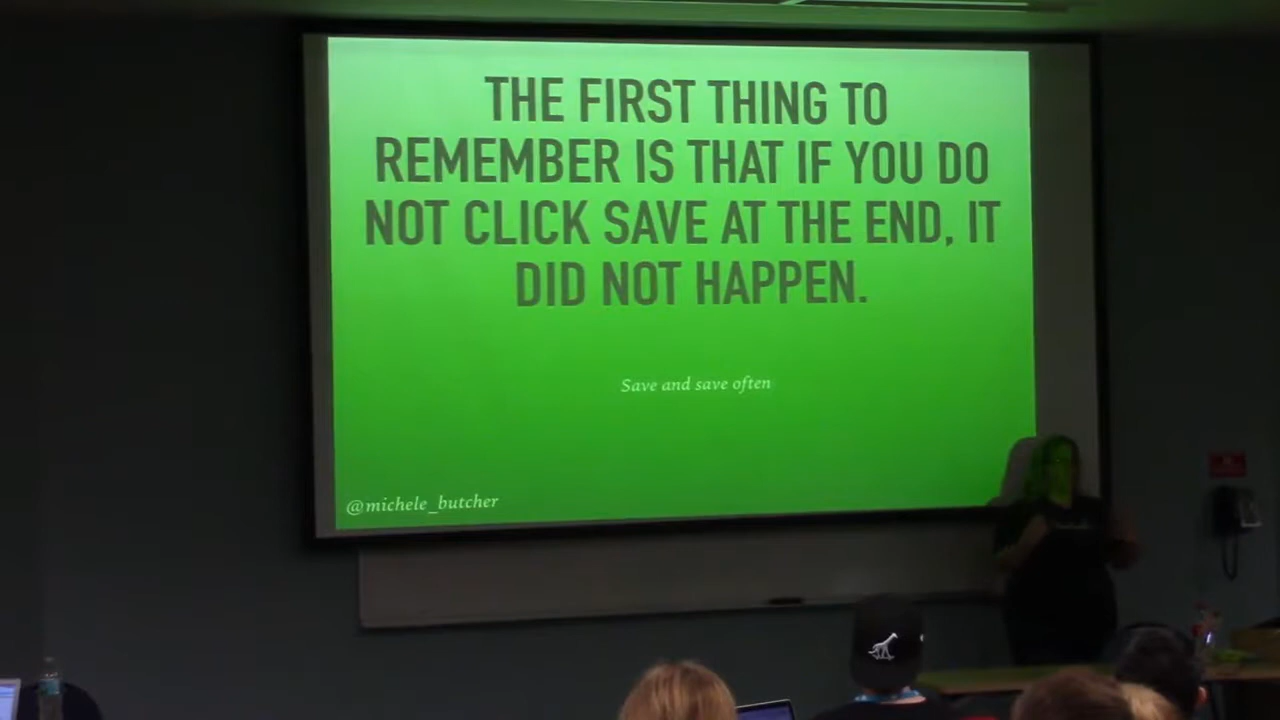 THE FIRST THING TO
REMEMBER IS THAT IF YOU DO
NOT CLICK SAVE AT THE END, IT
DID NOT HAPPEN.
Save and save often
@michele_butcher